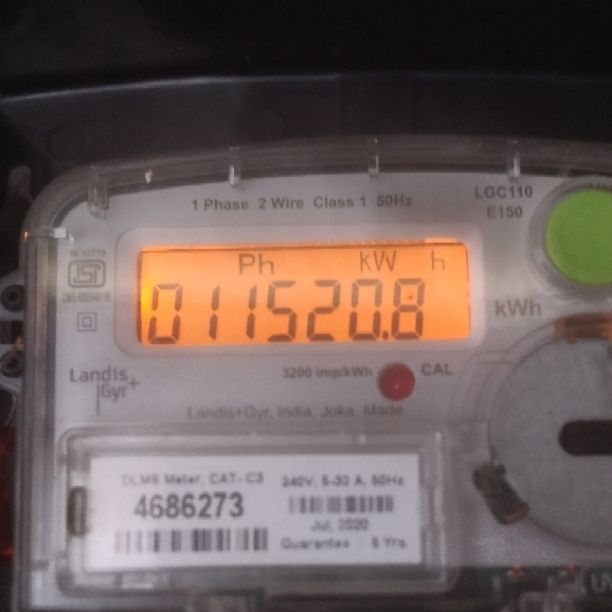 1 Phase 2 Wire Class 1 50Hz
LGC110
E150
IS:13779
Ph kW h
011520.8
kWh
3200 imp/kWh
CAL
Landis
Gyr+
Landis+Gyr, India, Joka, Made
DLMS Meter, CAT- C3
240V, 5-30 A, 50Hz
4686273
Jul, 2020
Guarantee 5 Yrs.